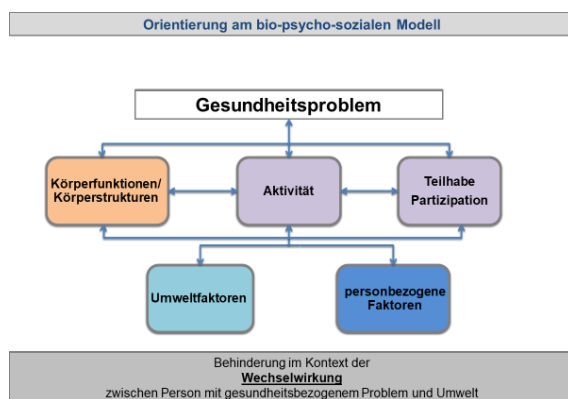 Orientierung am bio-psycho-sozialen Modell
Gesundheitsproblem
Körperfunktionen/
Körperstrukturen
Aktivität
Teilhabe
Partizipation
Umweltfaktoren
personbezogene
Faktoren
Behinderung im Kontext der
Wechselwirkung
zwischen Person mit gesundheitsbezogenem Problem und Umwelt